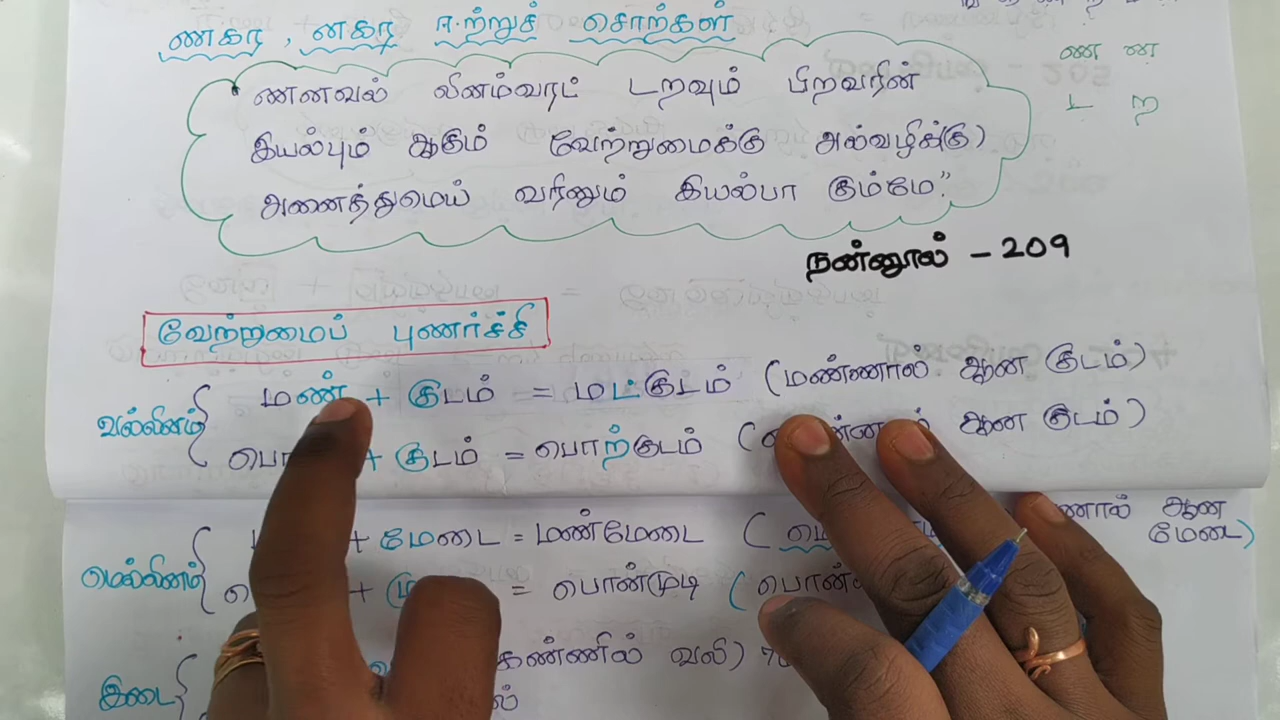 ணகர, னகர ஈற்றுச் சொற்கள்
ண ன
ட ற
ணனவல் லினம்வரட் டறவும் பிறவரின்
இயல்பும் ஆகும் வேற்றுமைக்கு அல்வழிக்கு)
அனைத்துமெய் வரினும் இயல்பா கும்மே."
நன்னூல் - 209
வேற்றுமைப் புணர்ச்சி
வல்லினம்
மண் + குடம் = மட்குடம் (மண்ணால் ஆன குடம்)
+ குடம் = பொற்குடம் ஆன குடம்)
மெல்லினம்
+ மேடை = மண்மேடை ( ஆன மேடை)
+ = பொன்முடி (
இடை
கண்ணில் வலி)